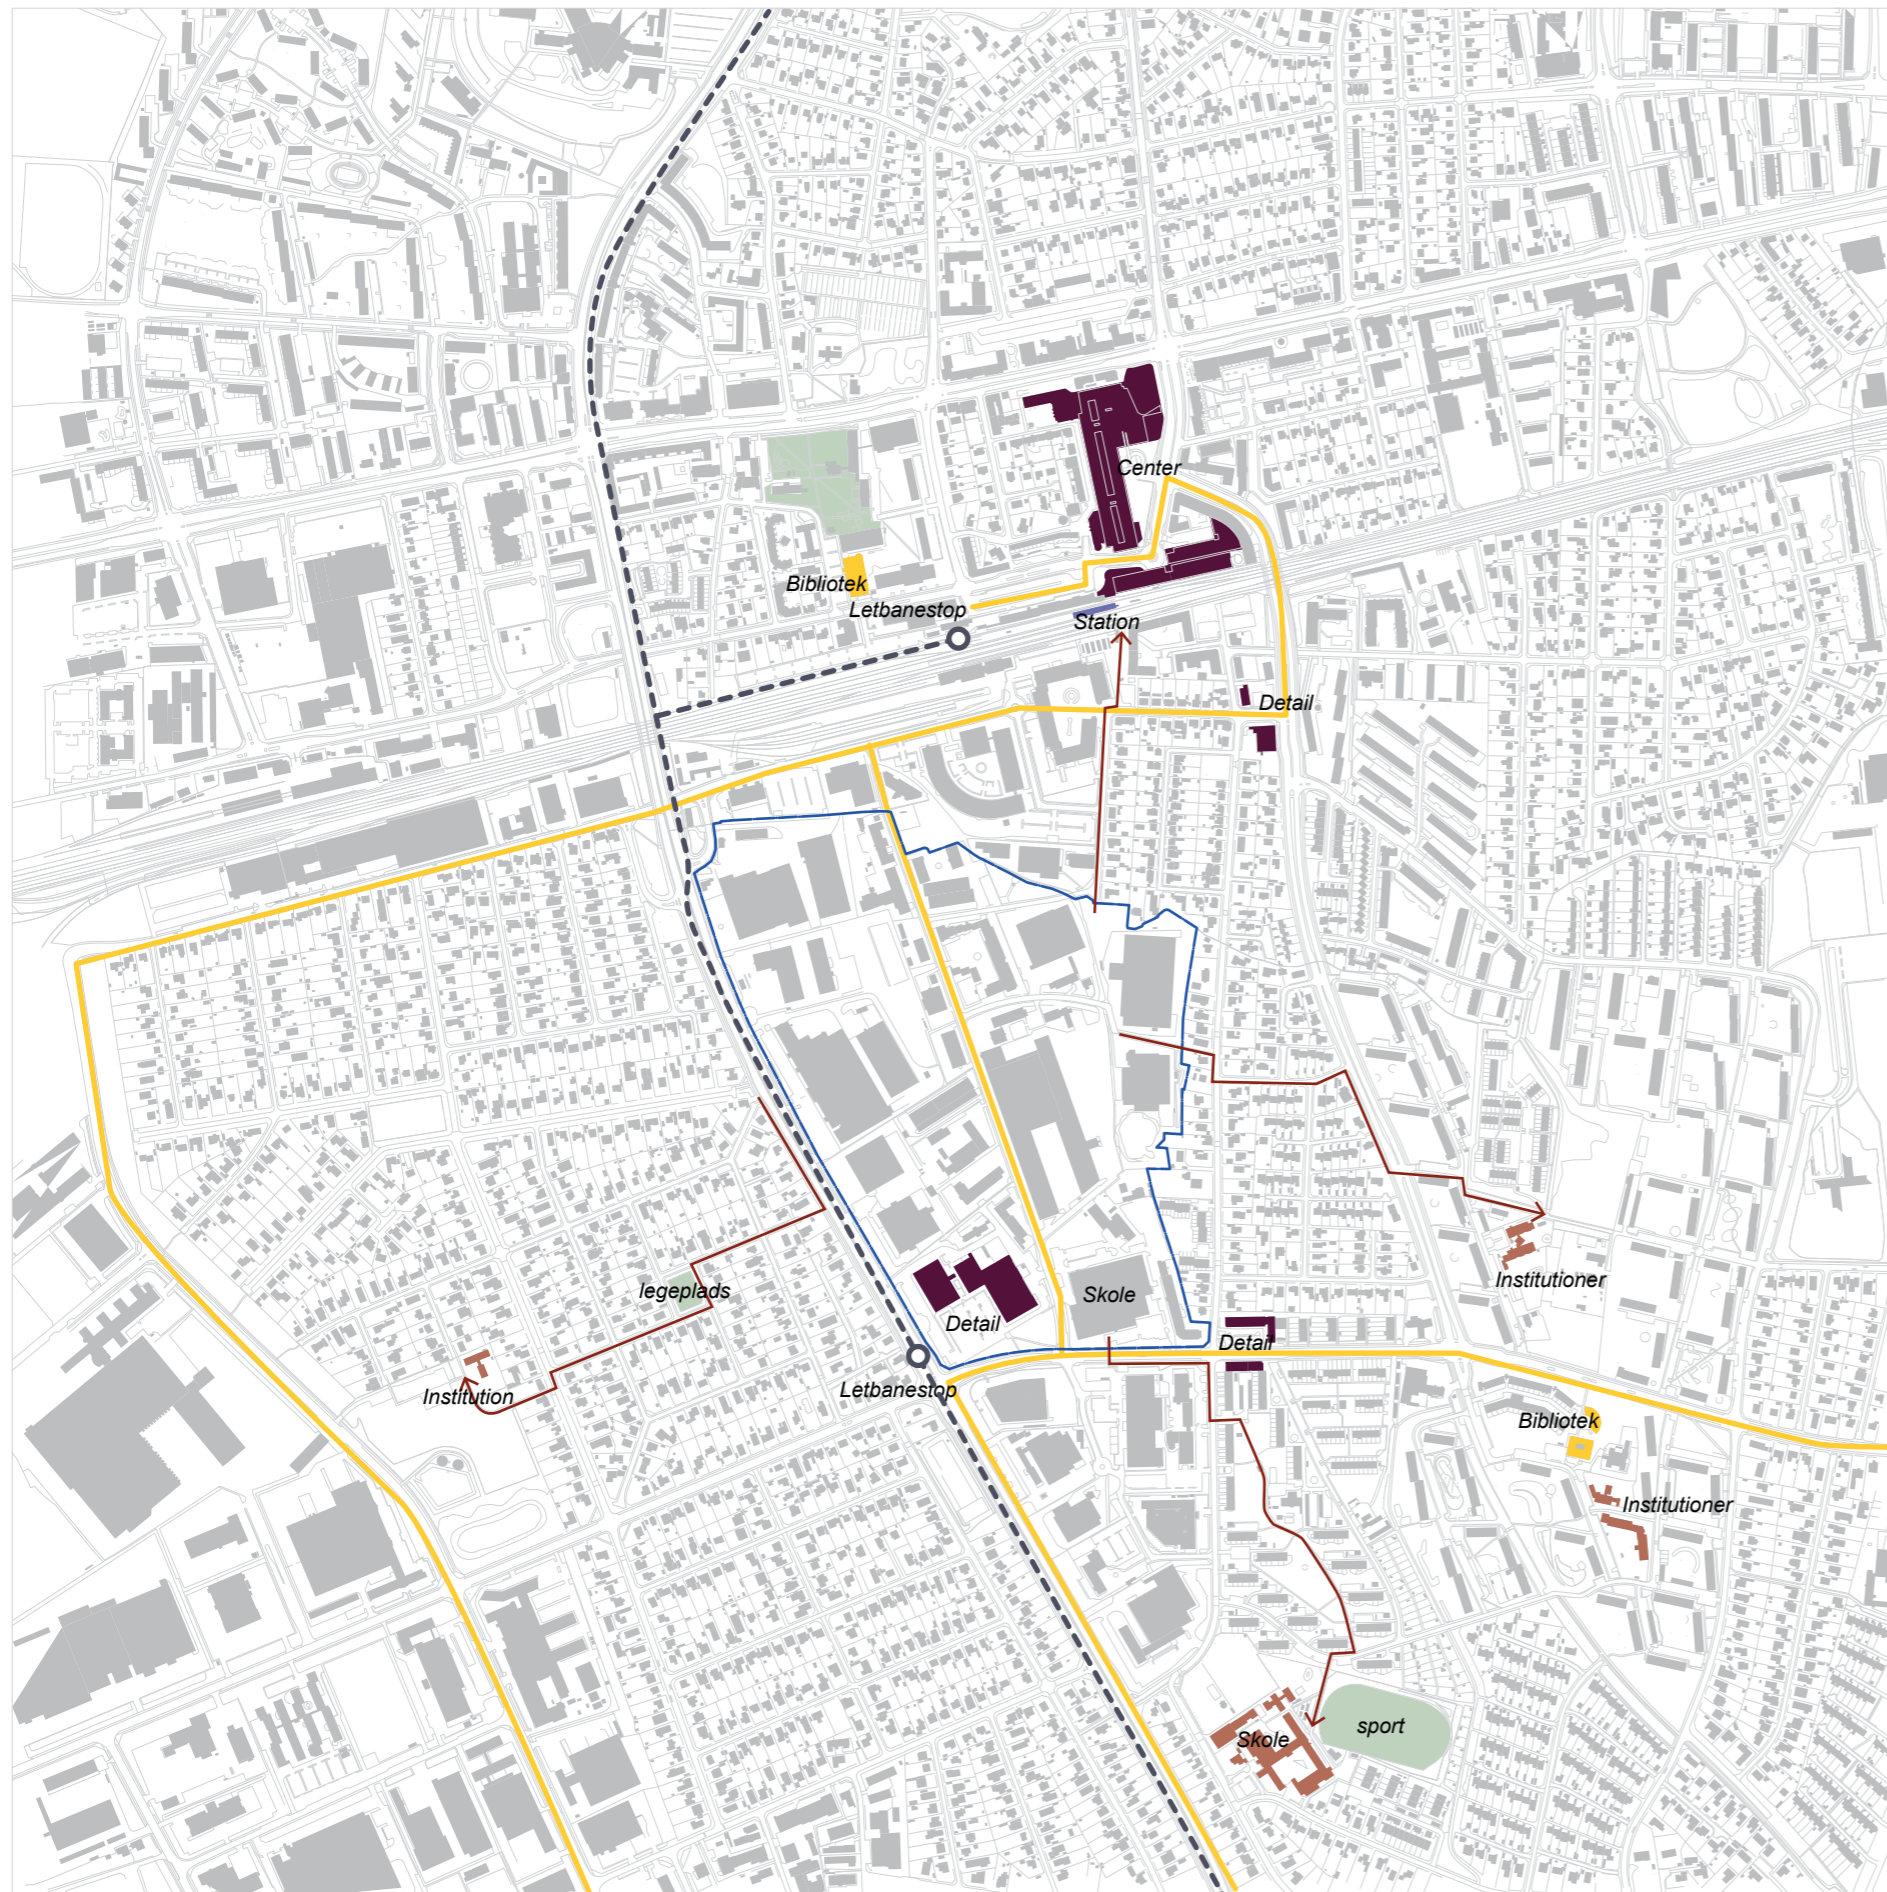 Center
Bibliotek
Letbanestop
Station
Detail
Institutioner
legeplads
Skole
Detail
Detail
Institution
Letbanestop
Bibliotek
Institutioner
sport
Skole